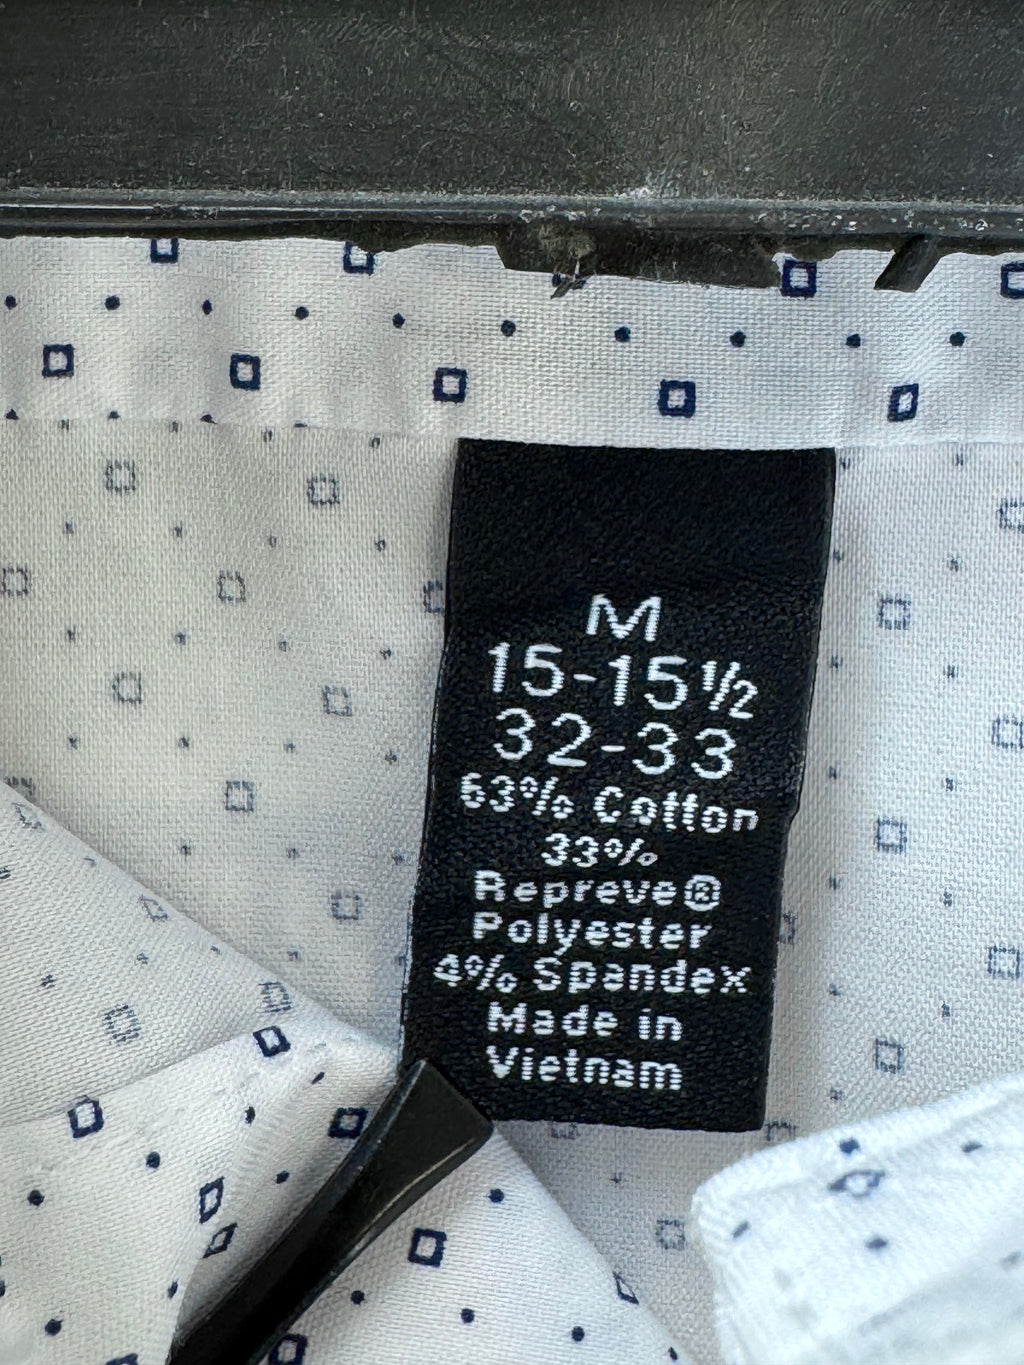 M
15-15½
32-33
63% Cotton
33%
Repreve®
Polyester
4% Spandex
Made in
Vietnam